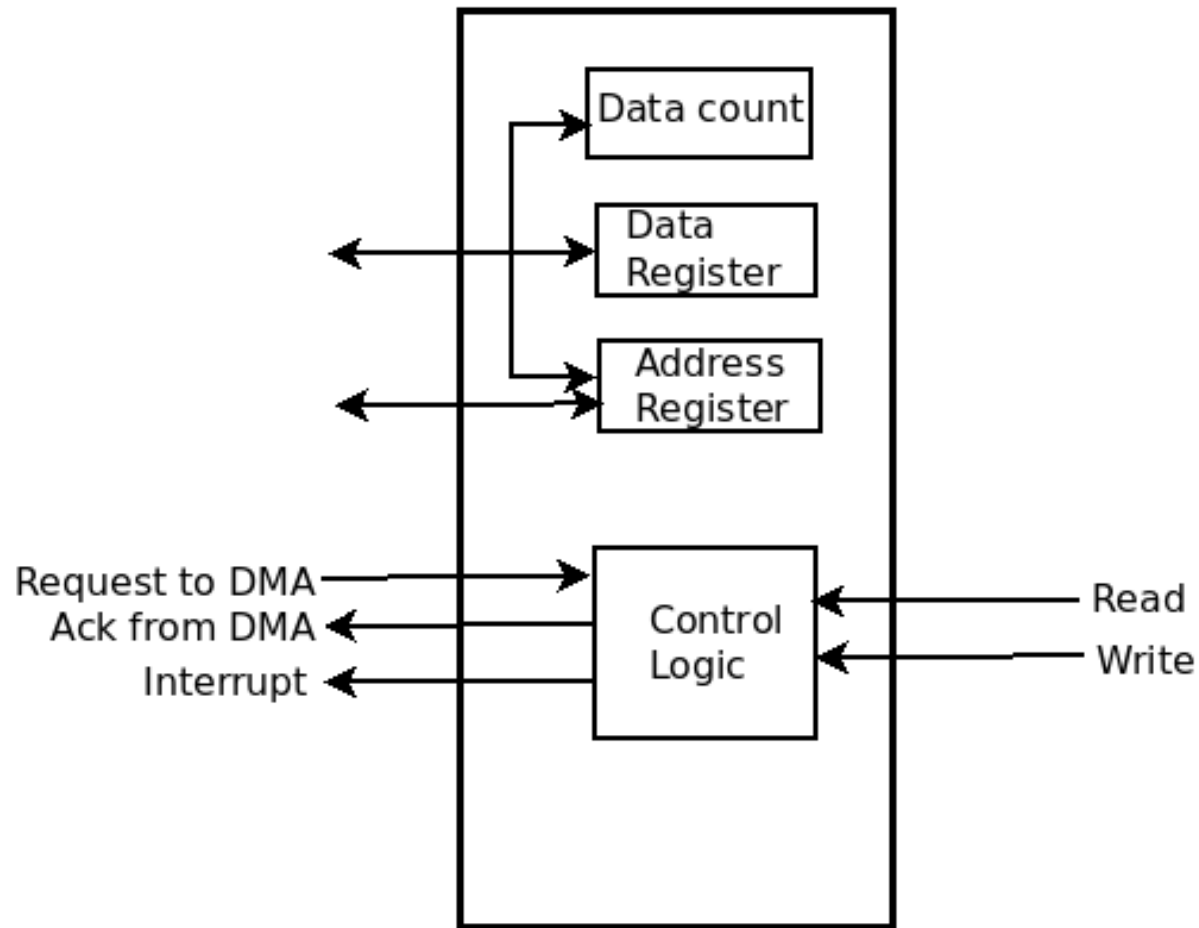 Data count
Data
Register
Address
Register
Request to DMA
Ack from DMA
Interrupt
Control
Logic
Read
Write